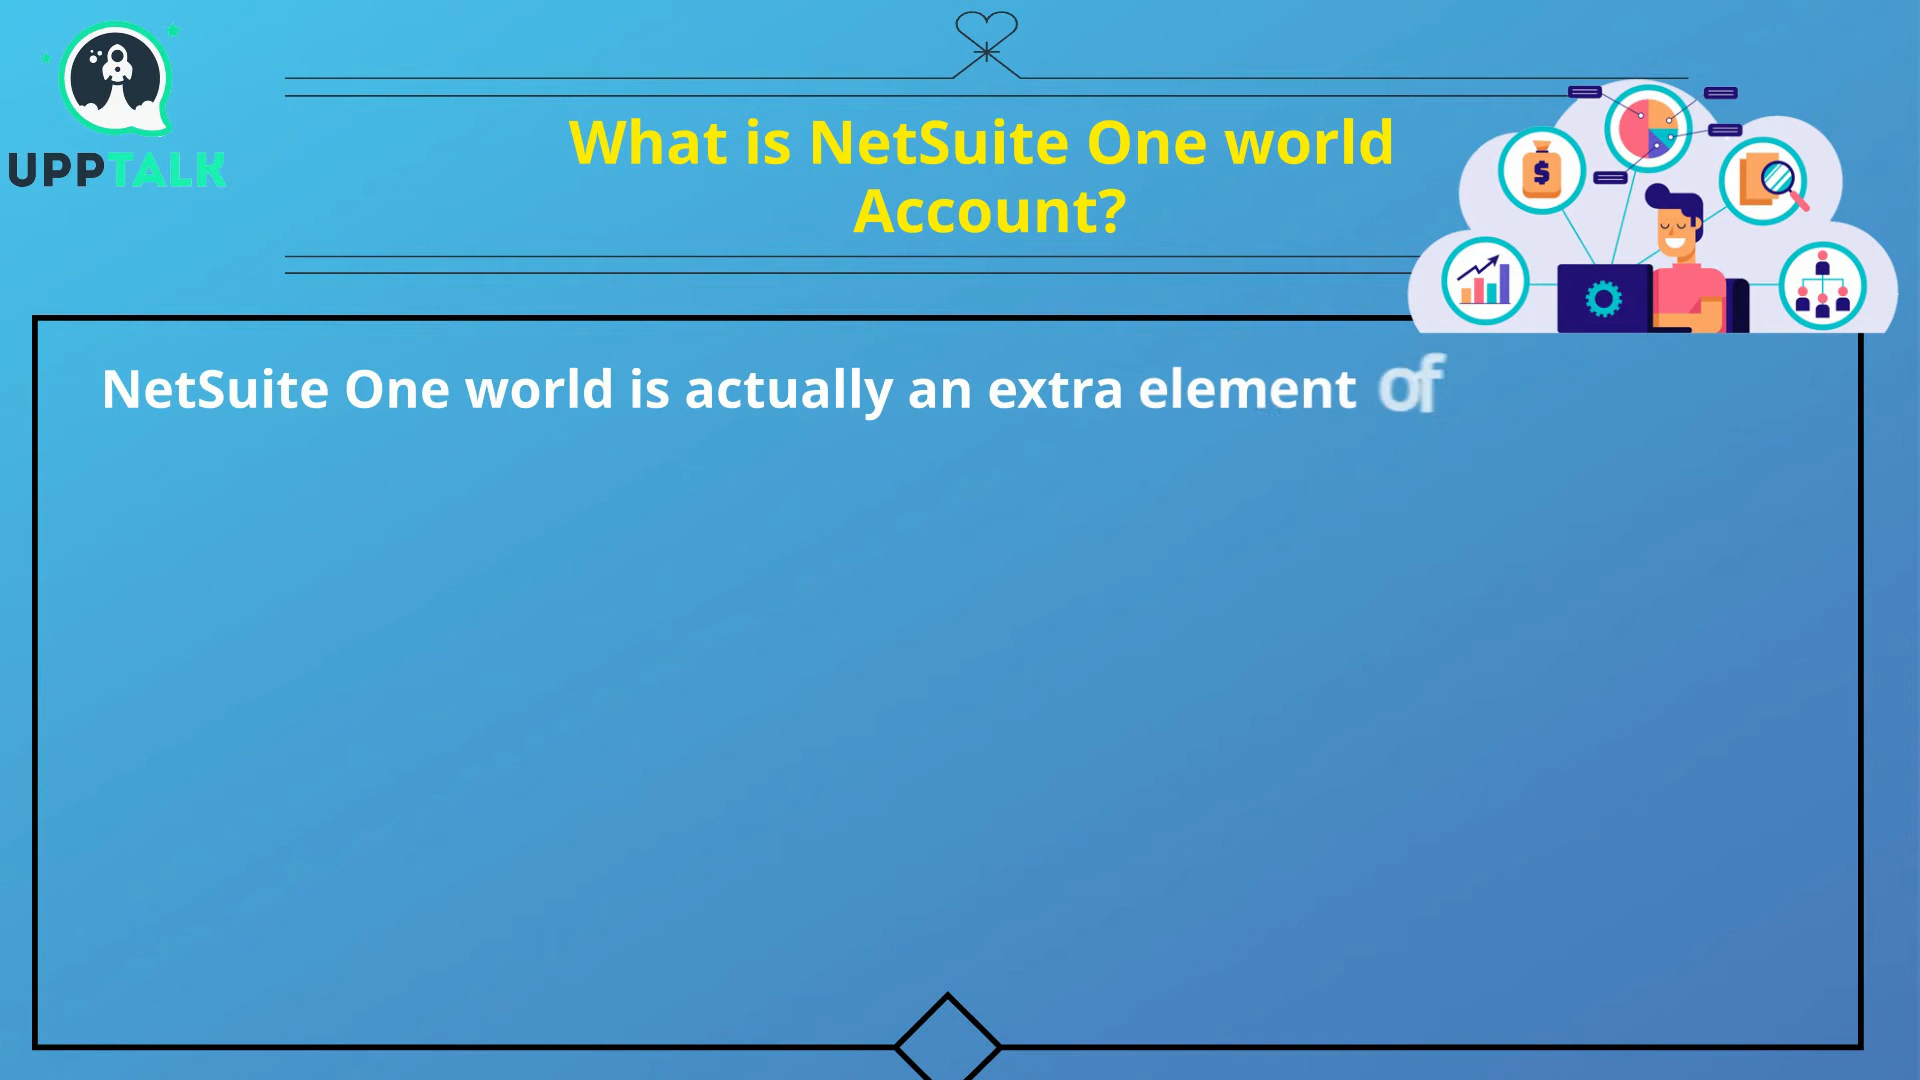 UPPTALK
What is NetSuite One world
Account?
NetSuite One world is actually an extra element of